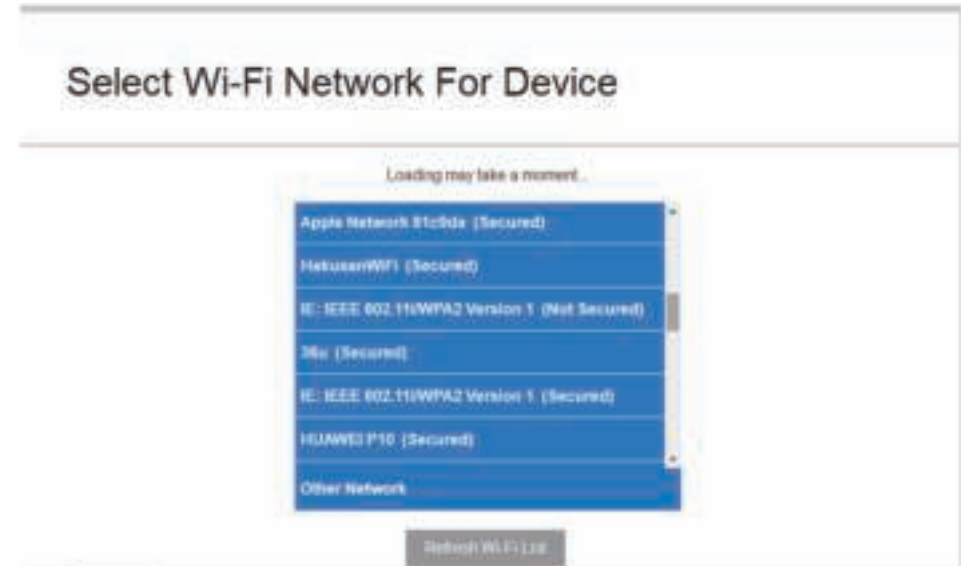 Select Wi-Fi Network For Device
Loading may take a moment...
Apple Network 81c9da (Secured)
HakusanWiFi (Secured)
IE: IEEE 802.11i/WPA2 Version 1 (Not Secured)
36u (Secured)
IE: IEEE 802.11i/WPA2 Version 1 (Secured)
HUAWEI P10 (Secured)
Other Network
Refresh Wi-Fi List